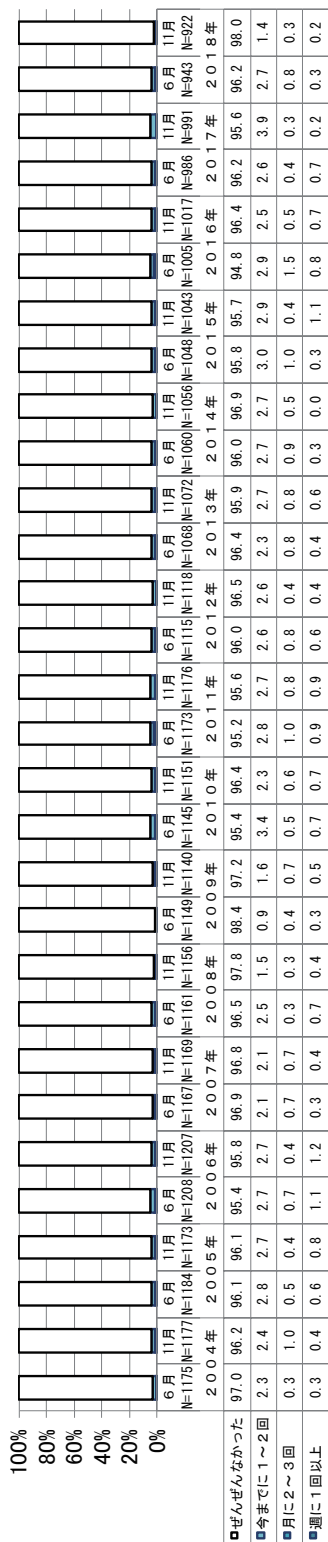 100%
80%
60%
40%
20%
0%
6月 11月 6月 11月 6月 11月 6月 11月 6月 11月 6月 11月 6月 11月 6月 11月 6月 11月 6月 11月 6月 11月 6月 11月 6月 11月 6月 11月 6月 11月
N=1175 N=1177 N=1184 N=1173 N=1208 N=1207 N=1167 N=1169 N=1161 N=1156 N=1149 N=1140 N=1145 N=1151 N=1173 N=1176 N=1115 N=1118 N=1068 N=1072 N=1060 N=1056 N=1048 N=1043 N=1005 N=1017 N=986 N=991 N=943 N=922
2004年 2005年 2006年 2007年 2008年 2009年 2010年 2011年 2012年 2013年 2014年 2015年 2016年 2017年 2018年
ぜんぜんなかった 97.0 96.2 96.1 96.1 95.4 95.8 96.9 96.8 96.5 97.8 98.4 97.2 95.4 96.4 95.2 95.6 96.0 96.5 96.4 95.9 96.0 96.9 95.8 95.7 94.8 96.4 96.2 95.6 96.2 98.0
今までに1~2回 2.3 2.4 2.8 2.7 2.7 2.7 2.1 2.1 2.5 1.5 0.9 1.6 3.4 2.3 2.8 2.7 2.6 2.6 2.3 2.7 2.7 2.7 3.0 2.9 2.9 2.5 2.6 3.9 2.7 1.4
月に2~3回 0.3 1.0 0.5 0.4 0.7 0.4 0.7 0.7 0.3 0.3 0.4 0.7 0.5 0.6 1.0 0.8 0.8 0.4 0.8 0.8 0.9 0.5 1.0 0.4 1.5 0.5 0.4 0.3 0.8 0.3
週に1回以上 0.3 0.4 0.6 0.8 1.1 1.2 0.3 0.4 0.7 0.4 0.3 0.5 0.7 0.7 0.9 0.9 0.6 0.4 0.4 0.6 0.3 0.0 0.3 1.1 0.8 0.7 0.7 0.2 0.3 0.2